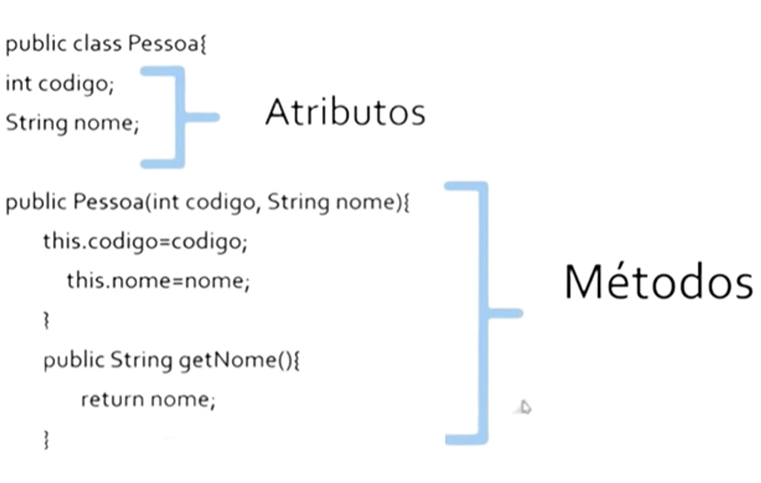 public class Pessoa{
int codigo;
String nome;
Atributos
public Pessoa(int codigo, String nome){
this.codigo=codigo;
this.nome=nome;
}
public String getNome(){
return nome;
}
Métodos